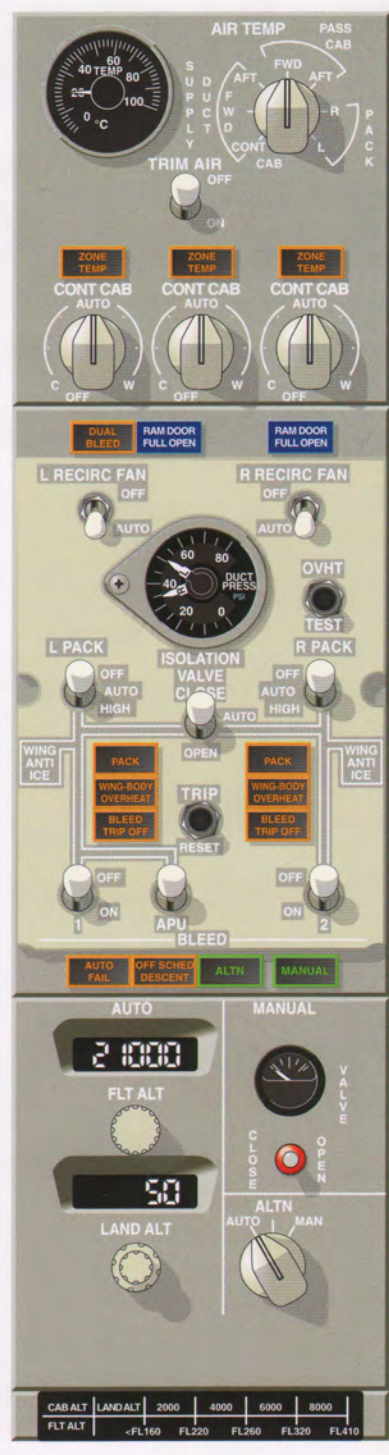 AIR TEMP
PASS CAB
SUPPLY DUCT
60
40
80
TEMP
20
100
0
°C
FWD
AFT
AFT
FWD
R
PACK
CONT CAB
L
TRIM AIR
OFF
ON
ZONE TEMP
ZONE TEMP
ZONE TEMP
CONT CAB
CONT CAB
CONT CAB
AUTO
AUTO
AUTO
C
W
C
W
C
W
OFF
OFF
OFF
DUAL BLEED
RAM DOOR FULL OPEN
RAM DOOR FULL OPEN
L RECIRC FAN
R RECIRC FAN
OFF
OFF
AUTO
AUTO
60
80
40
DUCT PRESS
PSI
20
0
OVHT
TEST
L PACK
R PACK
ISOLATION VALVE
CLOSE
OFF
AUTO
HIGH
OFF
AUTO
HIGH
AUTO
OPEN
WING ANTI ICE
WING ANTI ICE
PACK
PACK
WING-BODY OVERHEAT
WING-BODY OVERHEAT
BLEED TRIP OFF
BLEED TRIP OFF
TRIP
RESET
OFF
OFF
ON
ON
1
APU
2
BLEED
AUTO FAIL
OFF SCHED DESCENT
ALTN
MANUAL
AUTO
MANUAL
21000
FLT ALT
VALVE
CLOSE
OPEN
50
LAND ALT
ALTN
AUTO
MAN
CAB ALT LAND ALT 2000 4000 6000 8000
FLT ALT <FL160 FL220 FL260 FL320 FL410